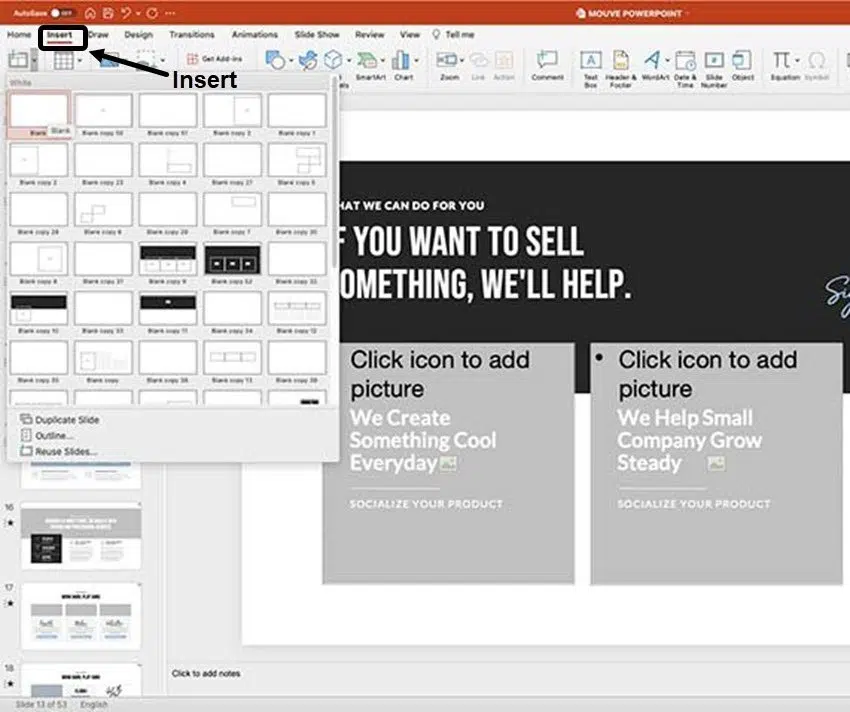 AutoSave OFF
MOUVE POWERPOINT
Home Insert Draw Design Transitions Animations Slide Show Review View Tell me
Get Add-ins
SmartArt Chart Zoom Link Action Comment Text Box Header & Footer WordArt Date & Time Slide Number Object Equation Symbol
Insert
White
Blank Blank copy 50 Blank copy 51 Blank copy 3 Blank copy 1
Blank
Blank copy 2 Blank copy 23 Blank copy 4 Blank copy 27 Blank copy 5
Blank copy 28 Blank copy 6 Blank copy 29 Blank copy 7 Blank copy 30
Blank copy 8 Blank copy 31 Blank copy 9 Blank copy 52 Blank copy 32
Blank copy 10 Blank copy 33 Blank copy 11 Blank copy 34 Blank copy 12
Blank copy 35 Blank copy Blank copy 38 Blank copy 13 Blank copy 39
Duplicate Slide
Outline...
Reuse Slides...
HAT WE CAN DO FOR YOU
F YOU WANT TO SELL
OMETHING, WE'LL HELP.
Click icon to add
picture
We Create
Something Cool
Everyday
SOCIALIZE YOUR PRODUCT
• Click icon to add
picture
We Help Small
Company Grow
Steady
SOCIALIZE YOUR PRODUCT
16
17
18
Click to add notes
Slide 13 of 53 English